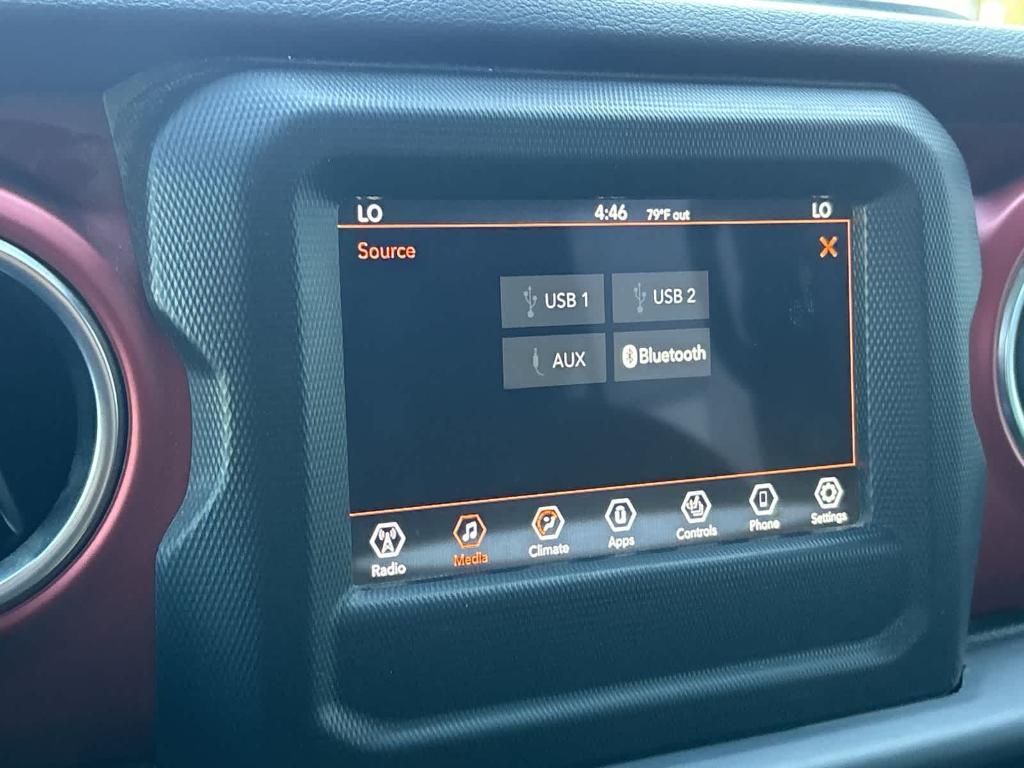 LO 4:46 79°F out LO
Source
USB 1 USB 2
AUX Bluetooth
Radio Media Climate Apps Controls Phone Settings